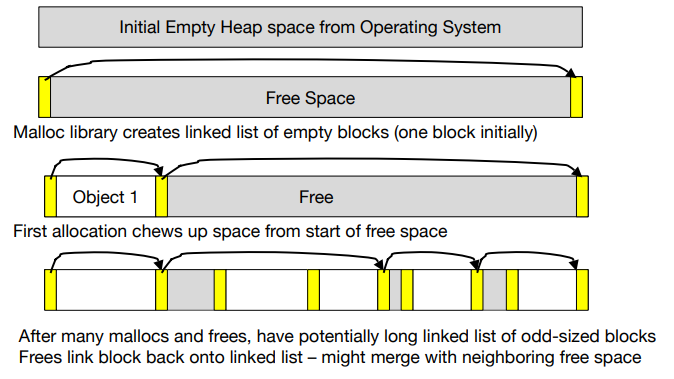 Initial Empty Heap space from Operating System
Free Space
Malloc library creates linked list of empty blocks (one block initially)
Object 1
Free
First allocation chews up space from start of free space
After many mallocs and frees, have potentially long linked list of odd-sized blocks
Frees link block back onto linked list – might merge with neighboring free space